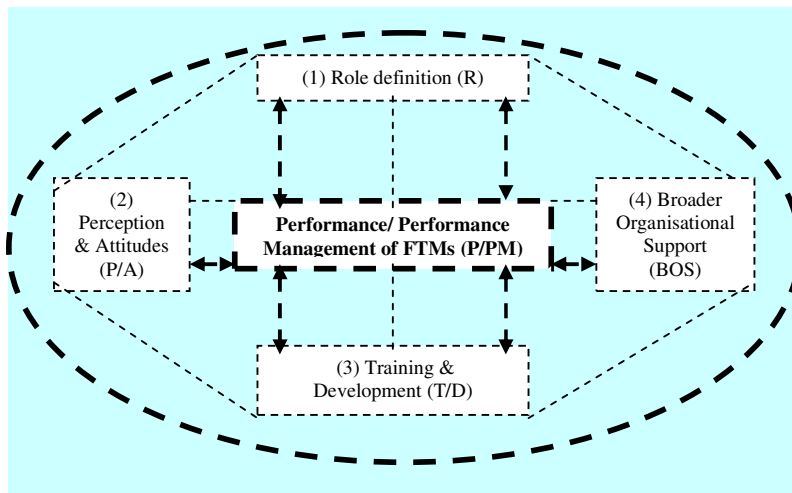 (1) Role definition (R)
(2)
Perception
& Attitudes
(P/A)
Performance/ Performance
Management of FTMs (P/PM)
(4) Broader
Organisational
Support
(BOS)
(3) Training &
Development (T/D)